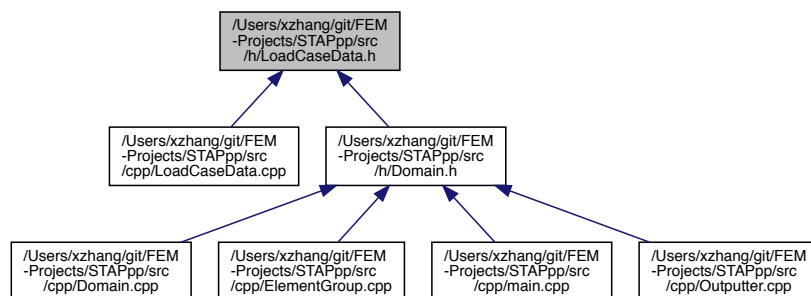 /Users/xzhang/git/FEM
-Projects/STAPpp/src
/h/LoadCaseData.h
/Users/xzhang/git/FEM
-Projects/STAPpp/src
/cpp/LoadCaseData.cpp
/Users/xzhang/git/FEM
-Projects/STAPpp/src
/h/Domain.h
/Users/xzhang/git/FEM
-Projects/STAPpp/src
/cpp/Domain.cpp
/Users/xzhang/git/FEM
-Projects/STAPpp/src
/cpp/ElementGroup.cpp
/Users/xzhang/git/FEM
-Projects/STAPpp/src
/cpp/main.cpp
/Users/xzhang/git/FEM
-Projects/STAPpp/src
/cpp/Outputter.cpp